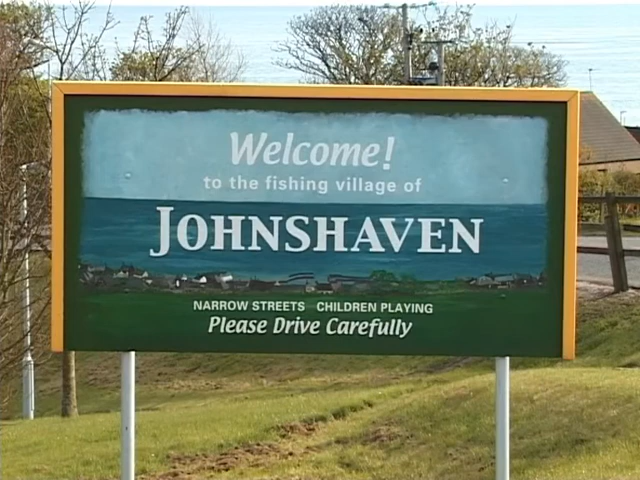 Welcome!
to the fishing village of
JOHNSHAVEN
NARROW STREETS CHILDREN PLAYING
Please Drive Carefully